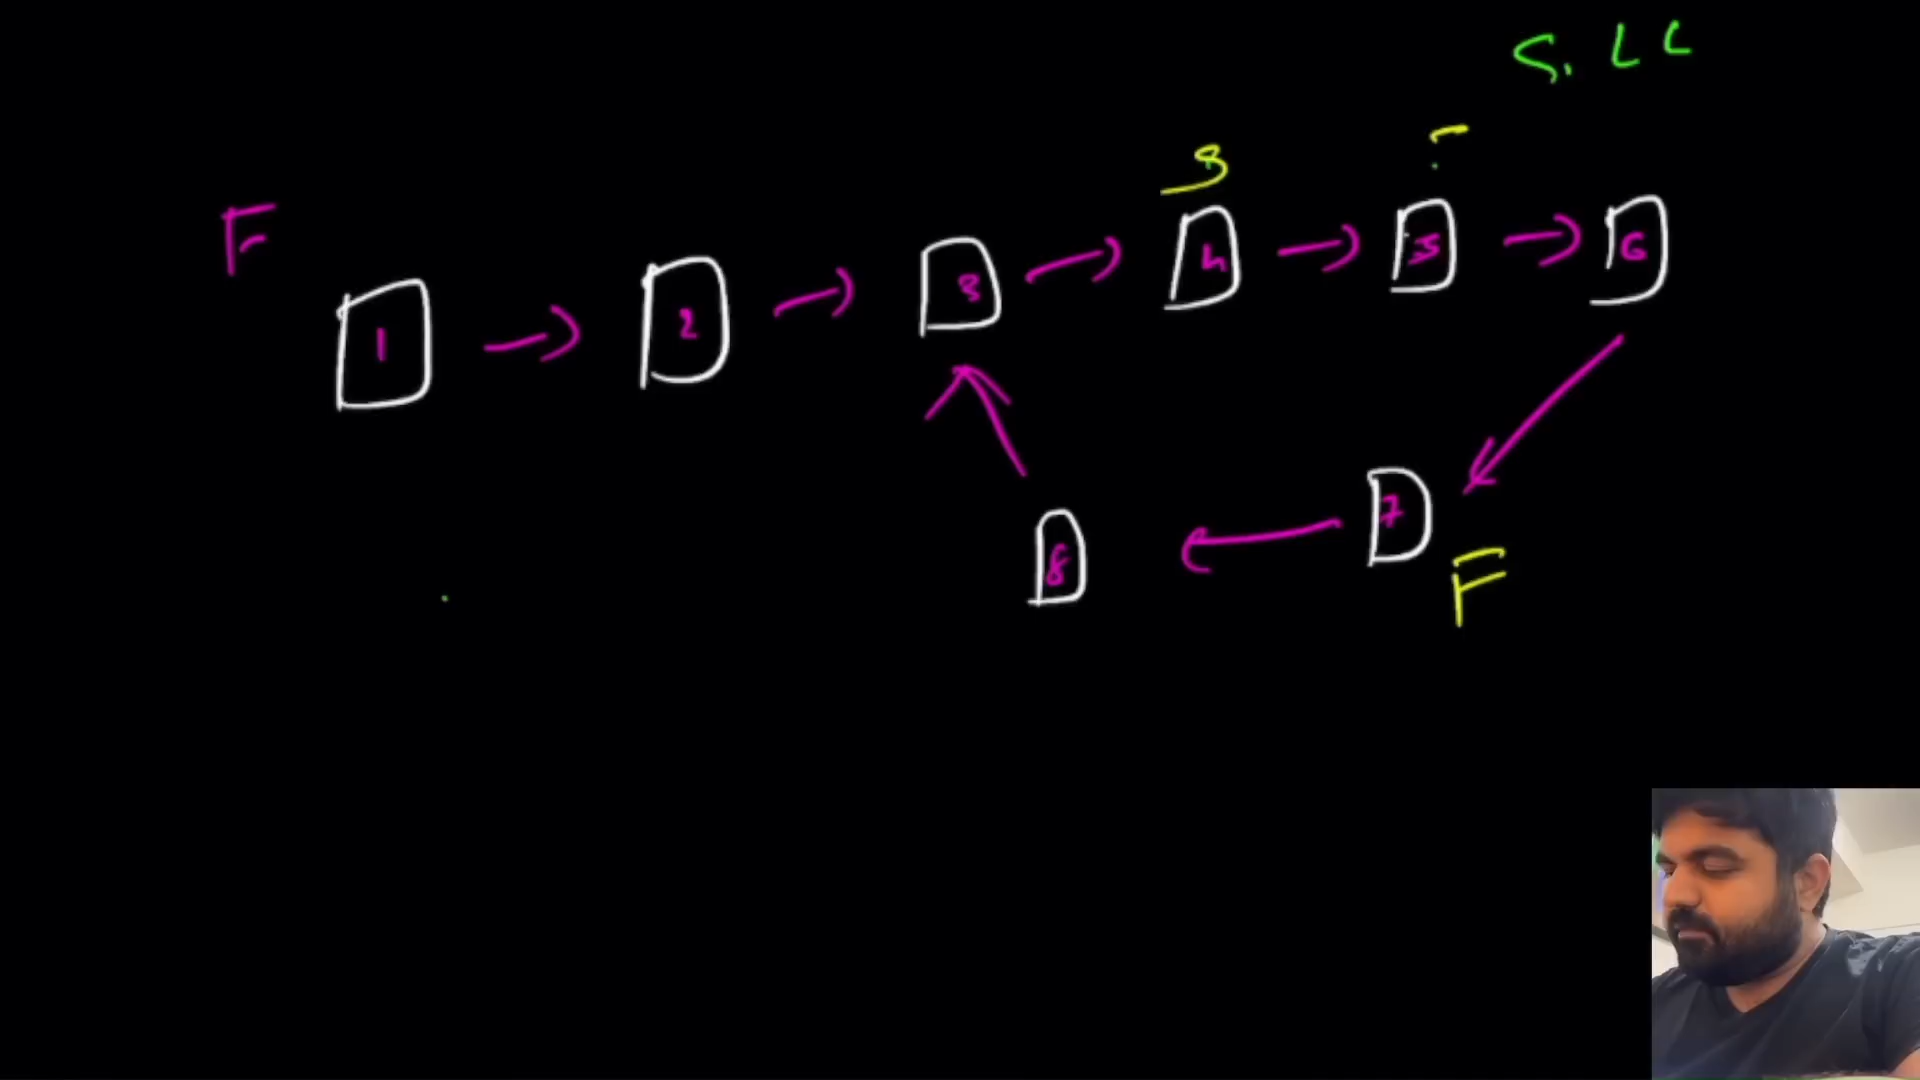 S. L L
S
F
1 → 2 → 3 → 4 → 5 → 6
8 ← 7
F